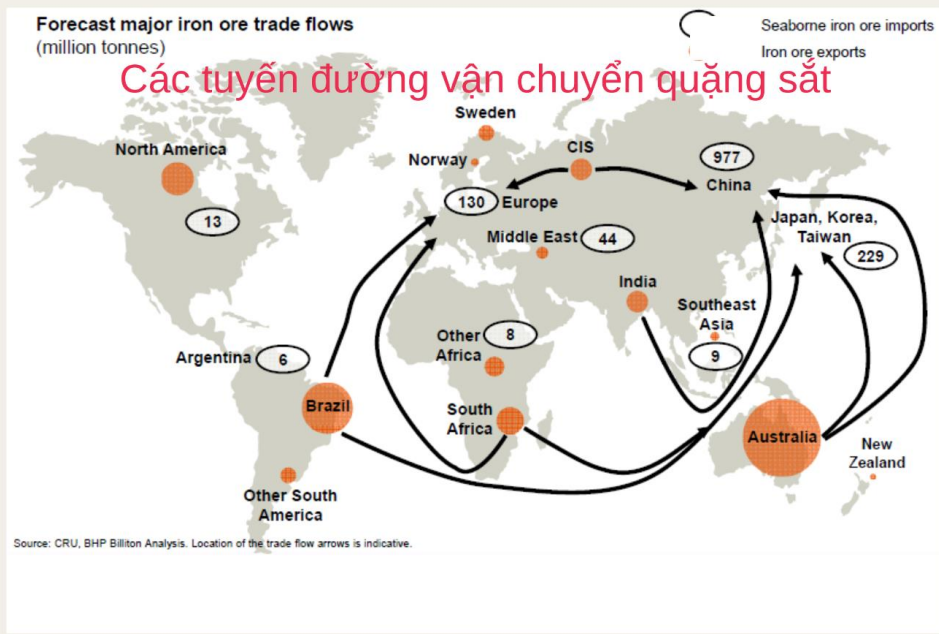 Forecast major iron ore trade flows
(million tonnes)
Seaborne iron ore imports
Iron ore exports
Các tuyến đường vận chuyển quặng sắt
Sweden
North America
Norway
CIS
977
China
130 Europe
13
Japan, Korea,
Taiwan
229
Middle East 44
India
Southeast
Asia
9
Other 8
Africa
Argentina 6
Brazil
South
Africa
Australia
New
Zealand
Other South
America
Source: CRU, BHP Billiton Analysis. Location of the trade flow arrows is indicative.